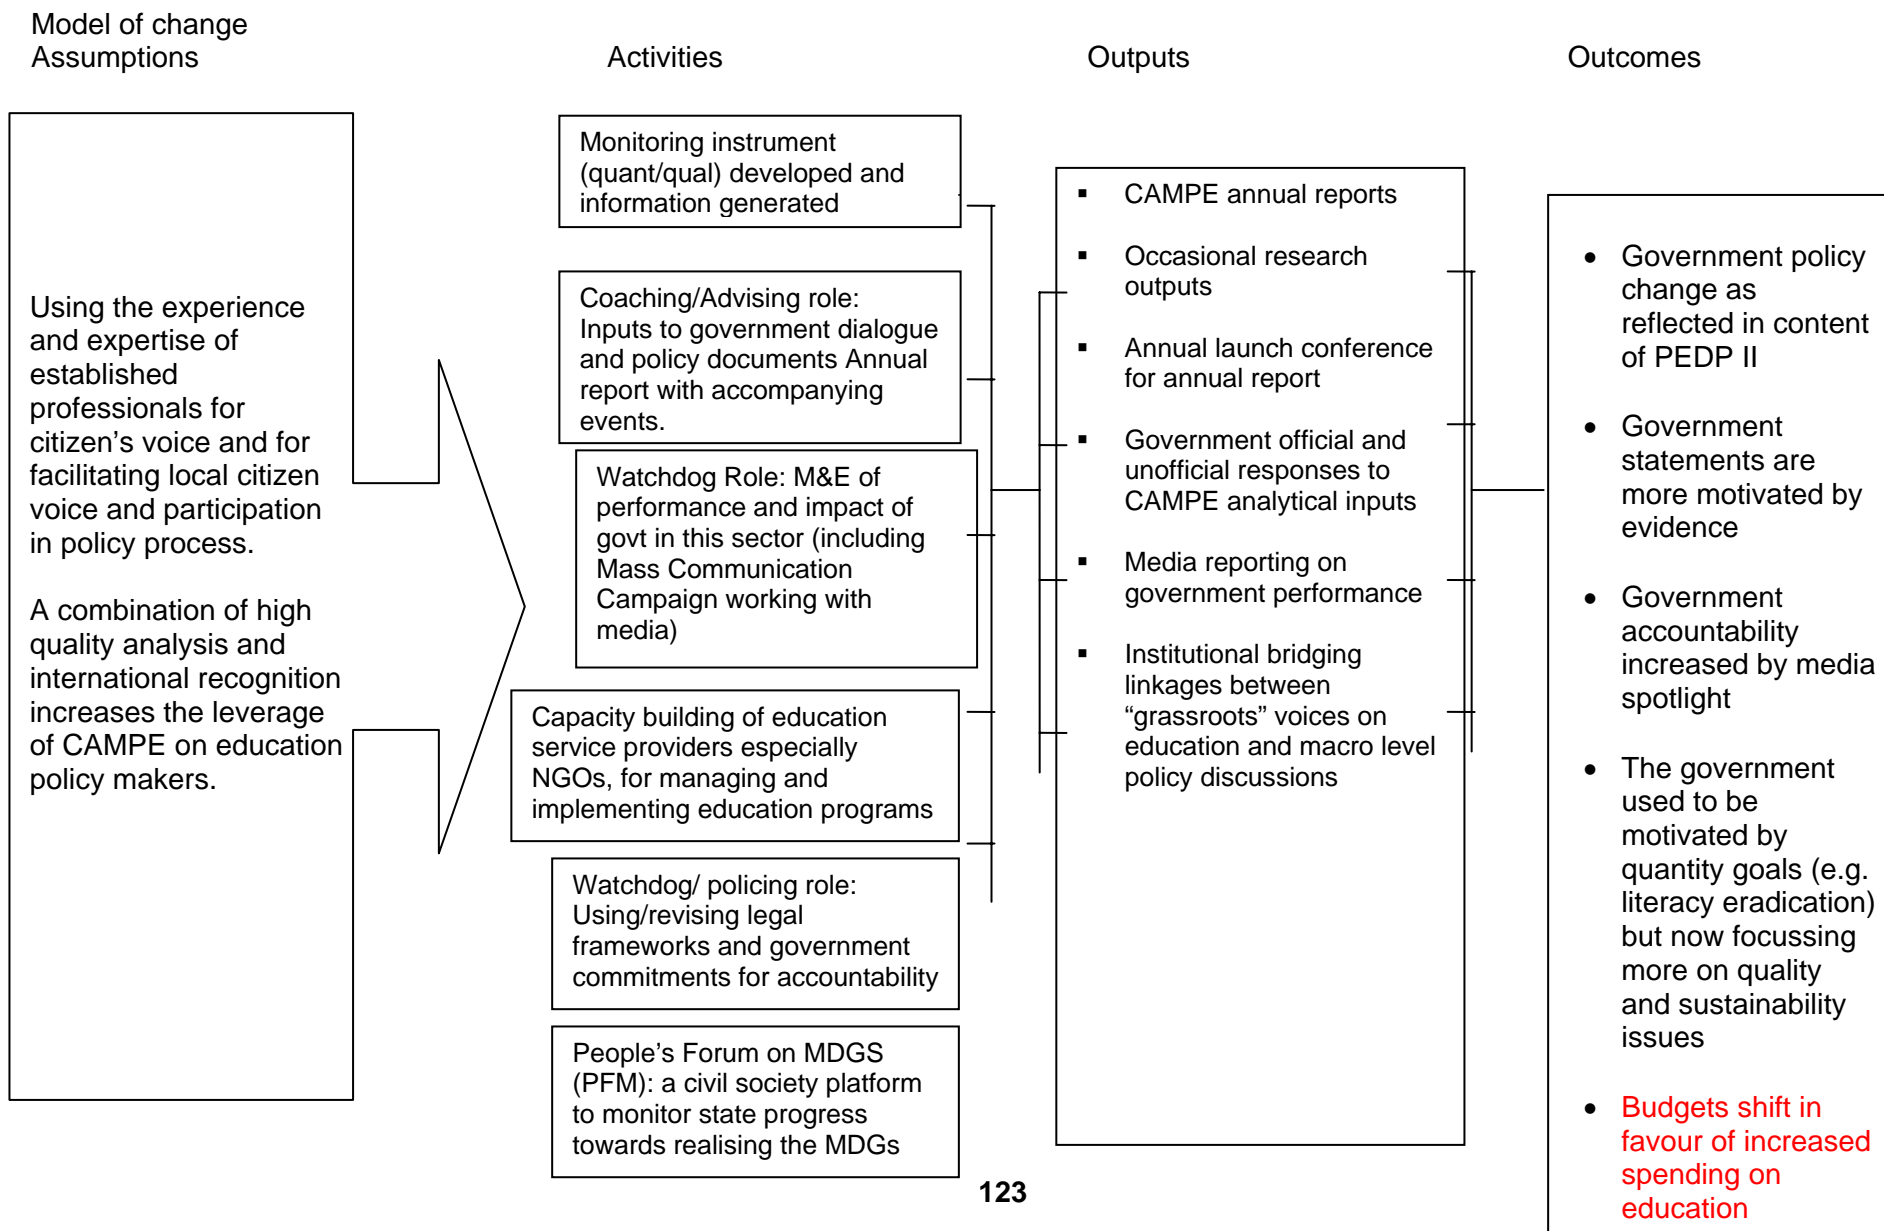 Model of change
Assumptions
Activities
Outputs
Outcomes
Using the experience
and expertise of
established
professionals for
citizen’s voice and for
facilitating local citizen
voice and participation
in policy process.
A combination of high
quality analysis and
international recognition
increases the leverage
of CAMPE on education
policy makers.
Monitoring instrument
(quant/qual) developed and
information generated
Coaching/Advising role:
Inputs to government dialogue
and policy documents Annual
report with accompanying
events.
Watchdog Role: M&E of
performance and impact of
govt in this sector (including
Mass Communication
Campaign working with
media)
Capacity building of education
service providers especially
NGOs, for managing and
implementing education programs
Watchdog/ policing role:
Using/revising legal
frameworks and government
commitments for accountability
People’s Forum on MDGS
(PFM): a civil society platform
to monitor state progress
towards realising the MDGs
▪ CAMPE annual reports
▪ Occasional research
outputs
▪ Annual launch conference
for annual report
▪ Government official and
unofficial responses to
CAMPE analytical inputs
▪ Media reporting on
government performance
▪ Institutional bridging
linkages between
“grassroots” voices on
education and macro level
policy discussions
• Government policy
change as
reflected in content
of PEDP II
• Government
statements are
more motivated by
evidence
• Government
accountability
increased by media
spotlight
• The government
used to be
motivated by
quantity goals (e.g.
literacy eradication)
but now focussing
more on quality
and sustainability
issues
• Budgets shift in
favour of increased
spending on
education
123